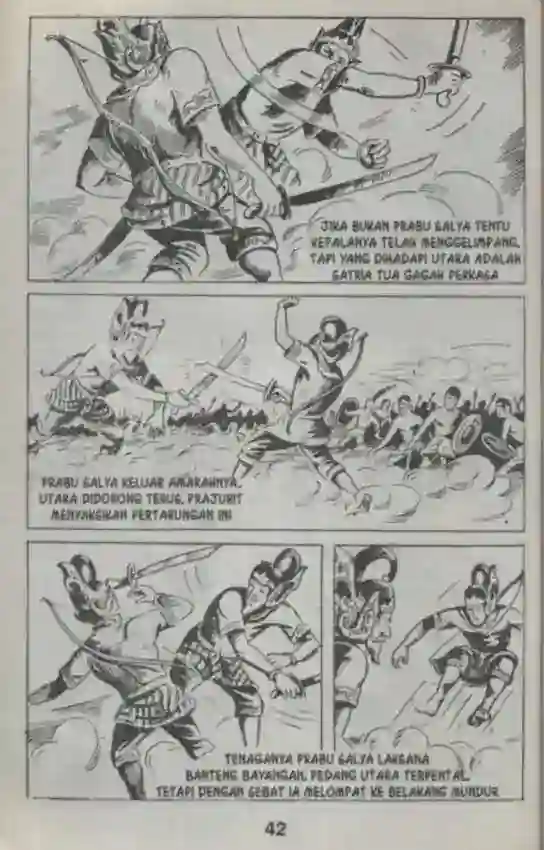 JIKA BUKAN PRABU SALYA TENTU
KEPALANYA TELAH MENGGELIMPANG.
TAPI YANG DIHADAPI UTARA ADALAH
SATRIA TUA GAGAH PERKASA
PRABU SALYA KELUAR AMARAHNYA.
UTARA DIDORONG TERUS. PRAJURIT
MENYAKSIKAN PERTARUNGAN INI
TENAGANYA PRABU SALYA LAKSANA
BANTENG BAYANGAN. PEDANG UTARA TERPENTAL.
TETAPI DENGAN SEBAT IA MELOMPAT KE BELAKANG MUNDUR
42